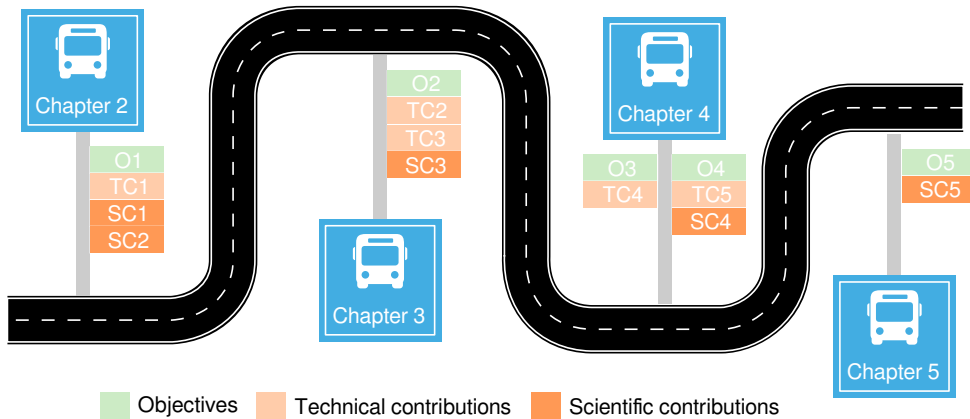 Chapter 2
O1
TC1
SC1
SC2
O2
TC2
TC3
SC3
Chapter 3
Chapter 4
O3
TC4
O4
TC5
SC4
O5
SC5
Chapter 5
Objectives
Technical contributions
Scientific contributions